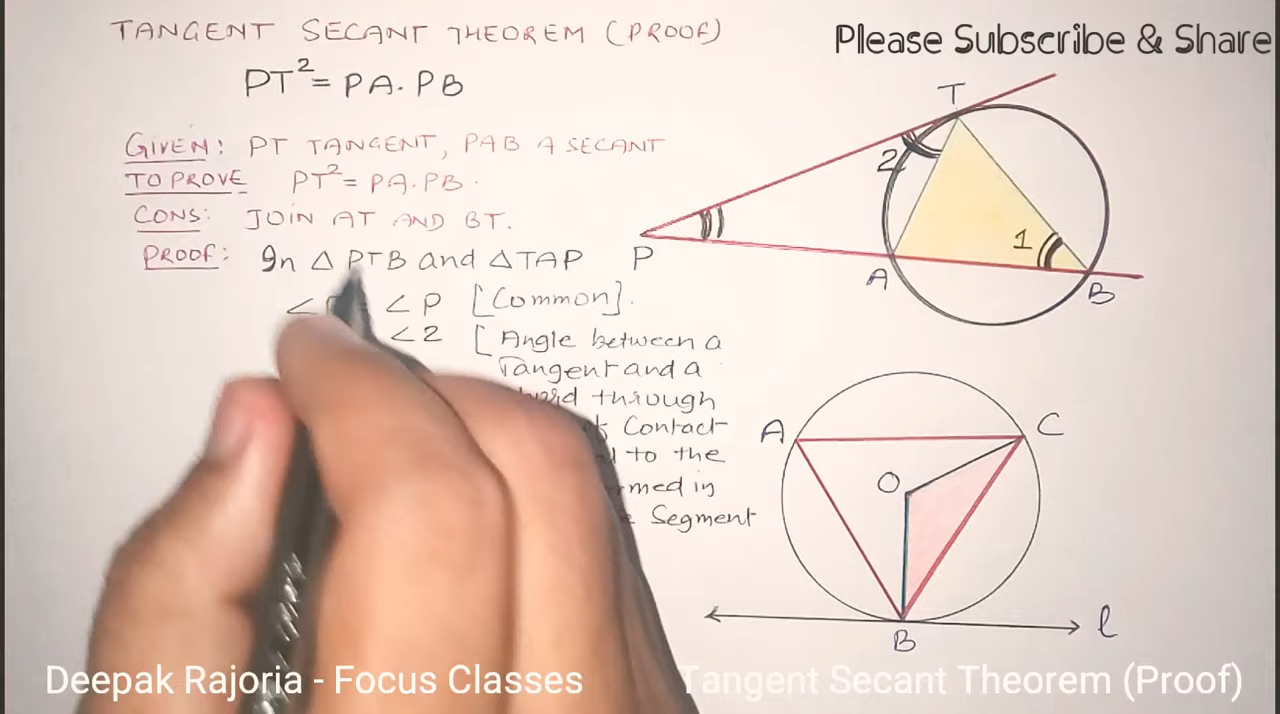 TANGENT SECANT THEOREM (PROOF)
Please Subscribe & Share
PT² = PA. PB
GIVEN: PT TANGENT, PAB A SECANT
TO PROVE PT² = PA.PB.
CONS: JOIN AT AND BT.
PROOF: In △ PTB and △TAP
∠ ∠P [Common].
∠2 [Angle between a
Tangent and a
through
of Contact
to the
in
Segment
T
2
1
P
A
B
A
C
O
B
l
Deepak Rajoria - Focus Classes
Tangent Secant Theorem (Proof)